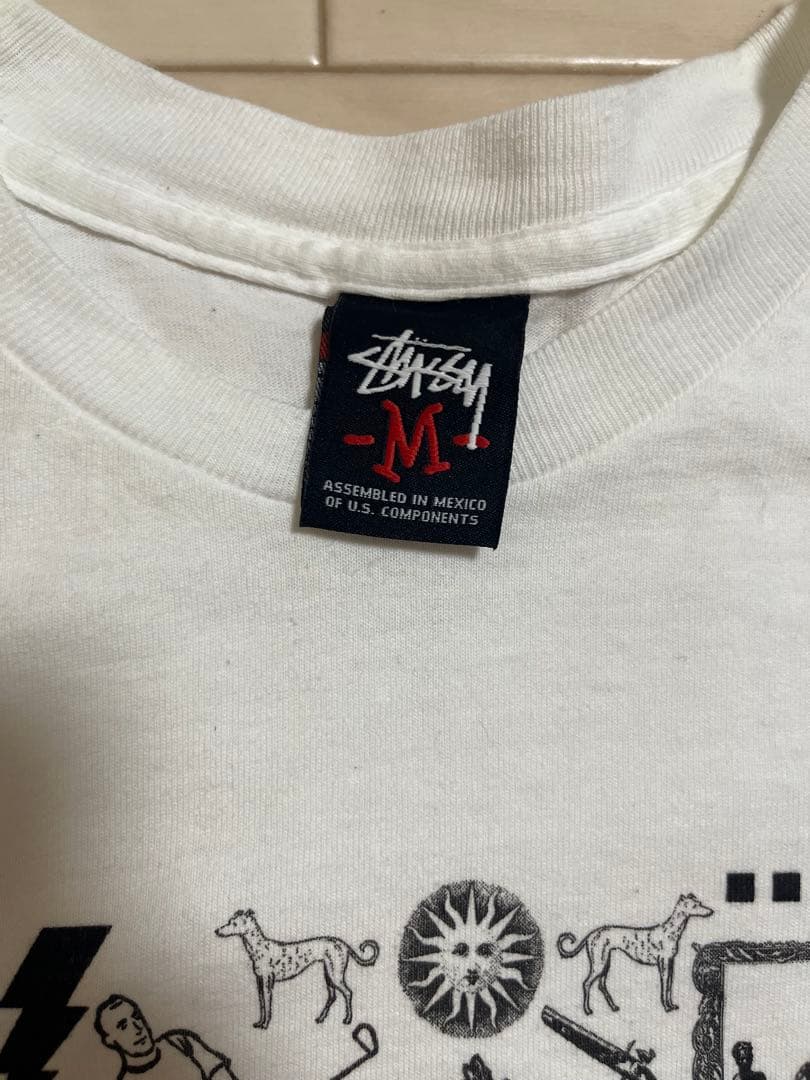 STÜSSY
-M-
ASSEMBLED IN MEXICO
OF U.S. COMPONENTS